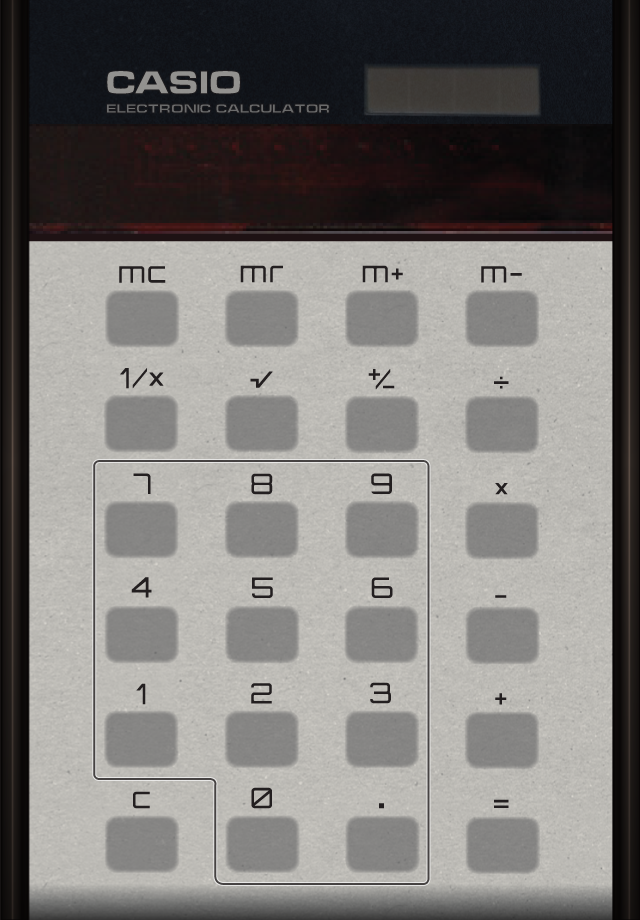 CASIO
ELECTRONIC CALCULATOR
mc mr m+ m-
1/x √ +/- ÷
7 8 9 x
4 5 6 -
1 2 3 +
C 0 . =